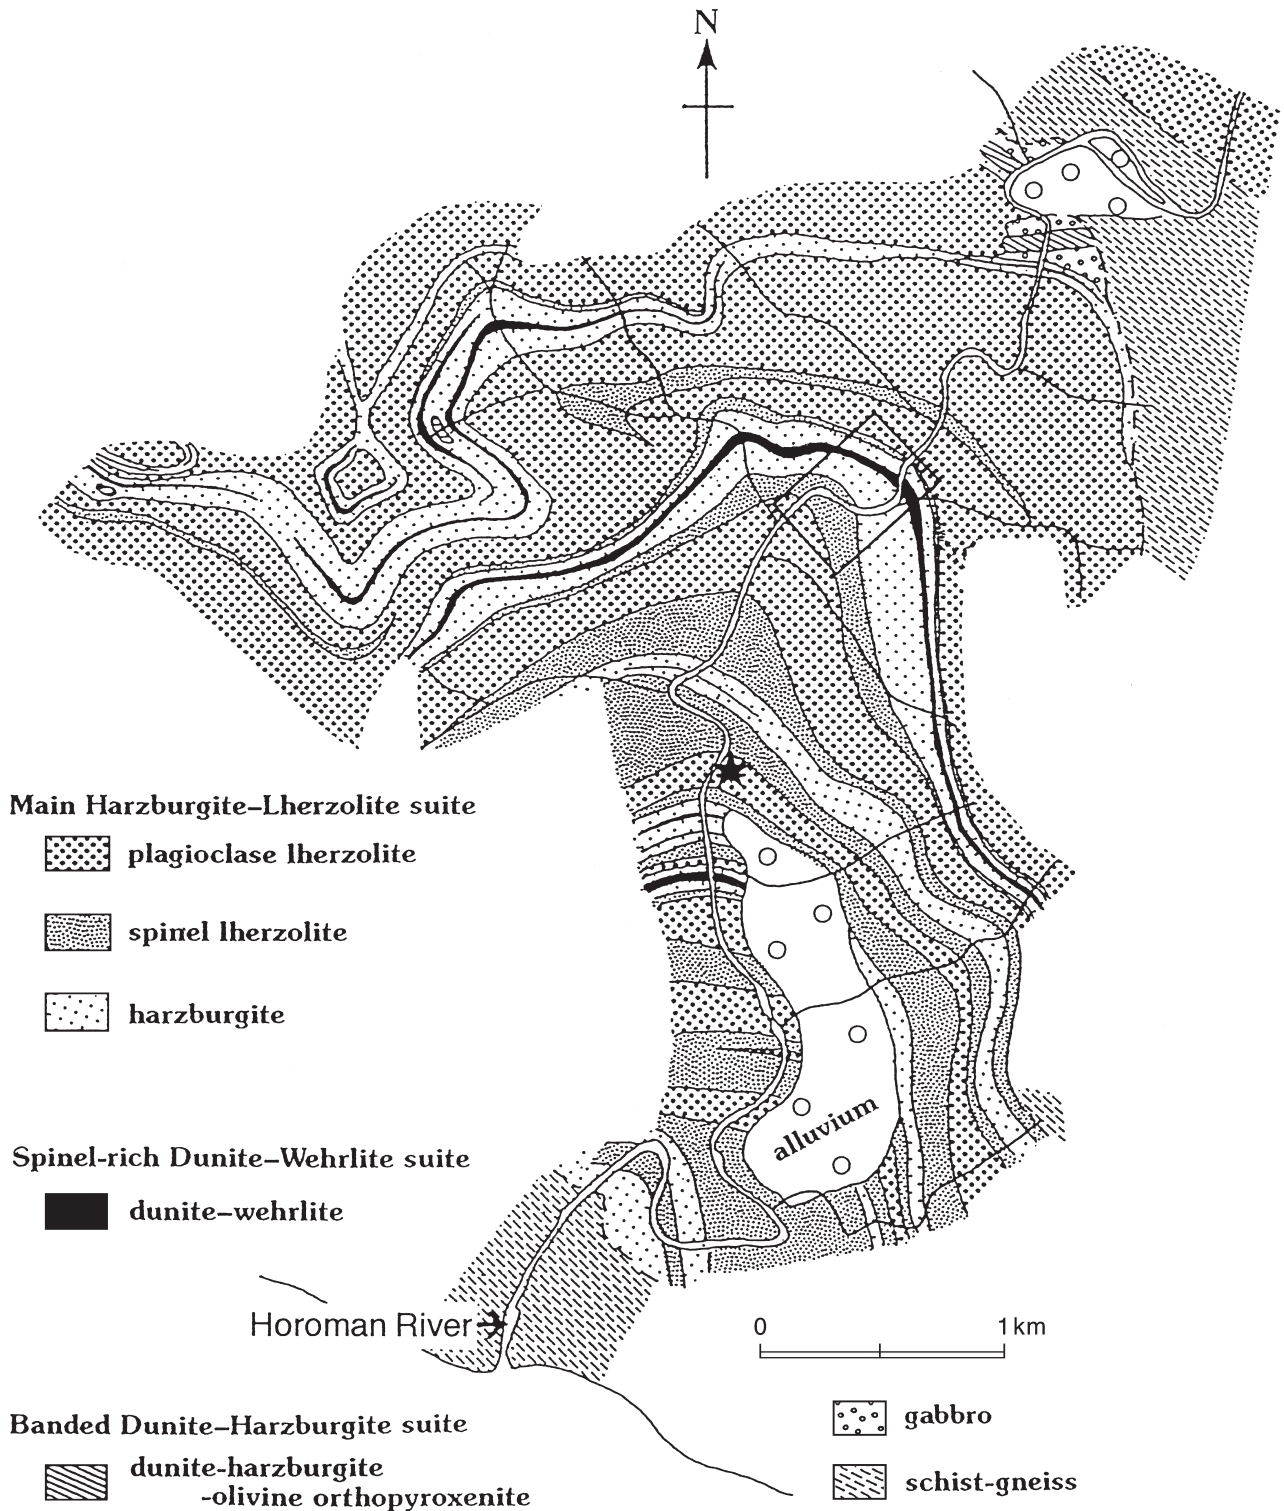 N
Main Harzburgite–Lherzolite suite
plagioclase lherzolite
spinel lherzolite
harzburgite
alluvium
Spinel-rich Dunite–Wehrlite suite
dunite–wehrlite
Horoman River
0 1 km
Banded Dunite–Harzburgite suite
dunite-harzburgite
-olivine orthopyroxenite
gabbro
schist-gneiss